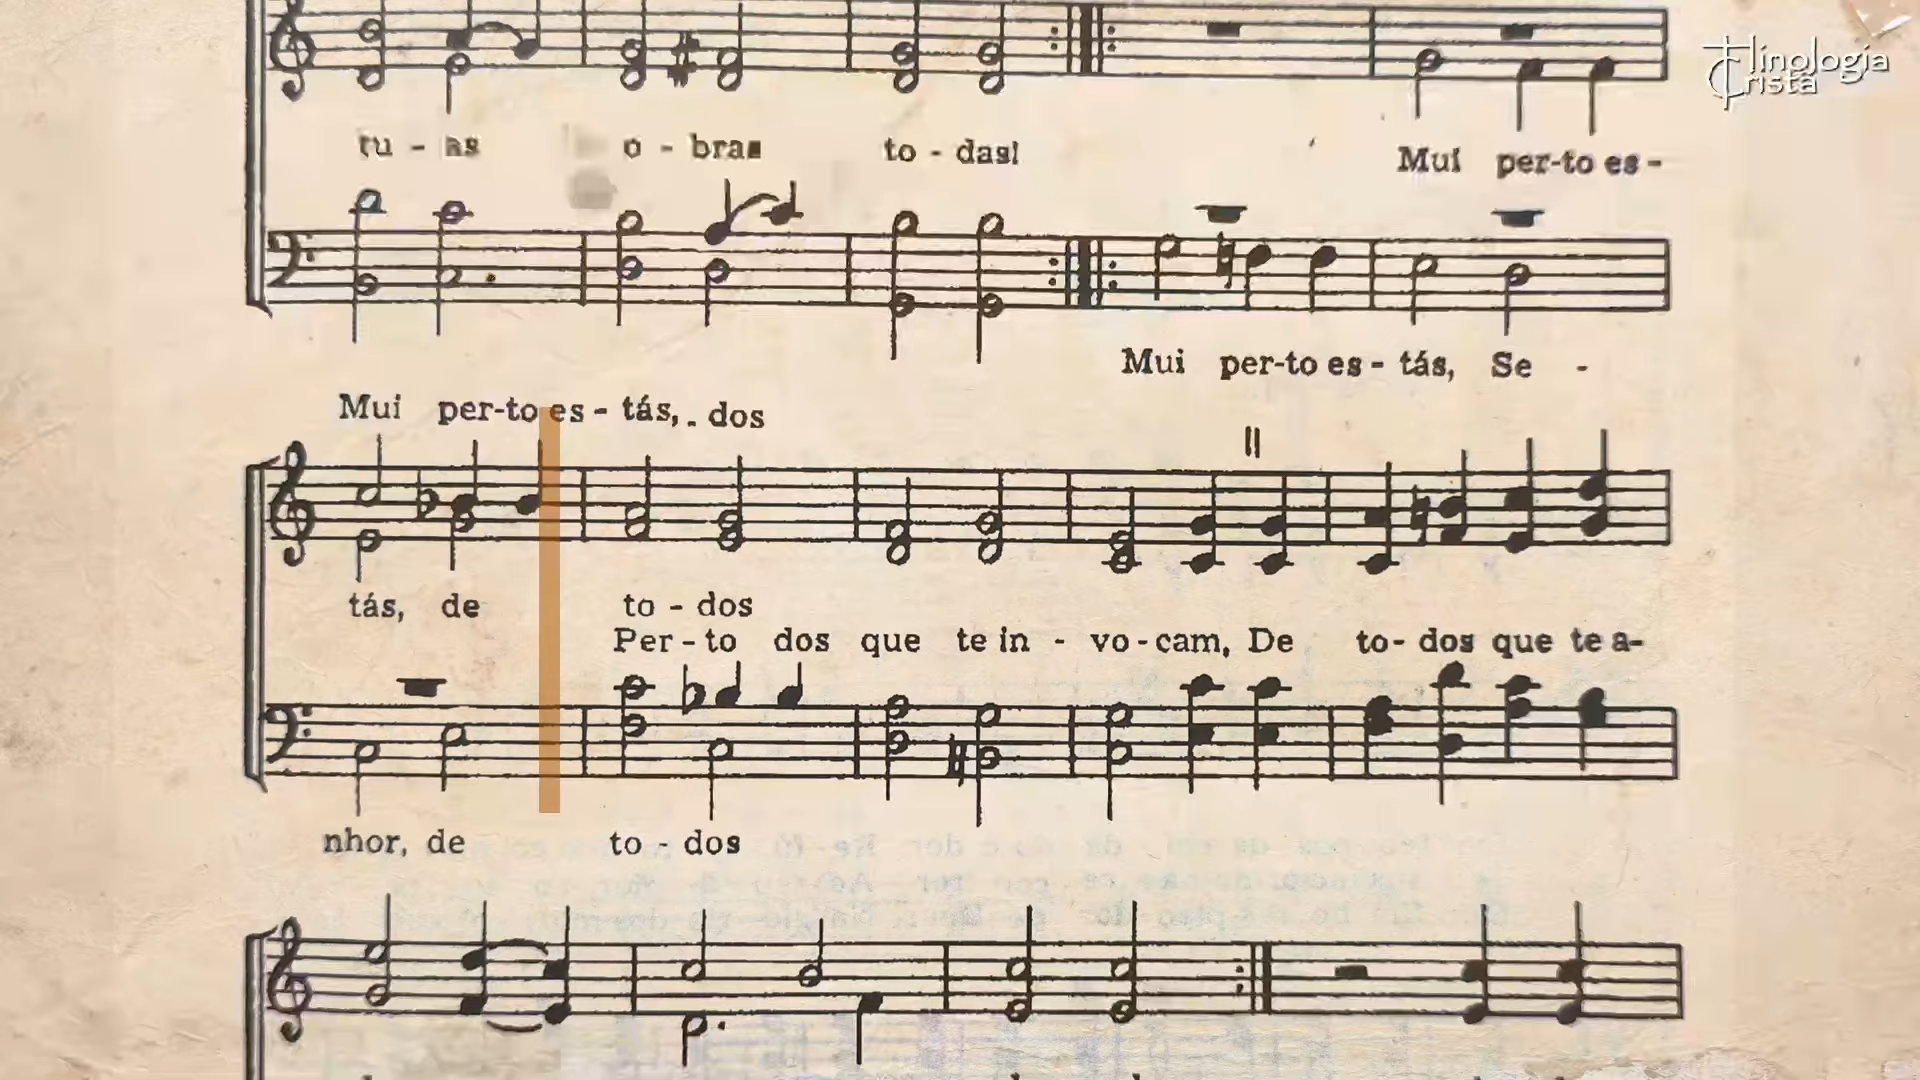 Hinologia
Cristã
tu - as o - bras to - das! Mui per-to es -
Mui per-to es - tás, Se -
Mui per-to es - tás, . dos
tás, de to - dos
Per - to dos que te in - vo - cam, De to - dos que te a-
nhor, de to - dos